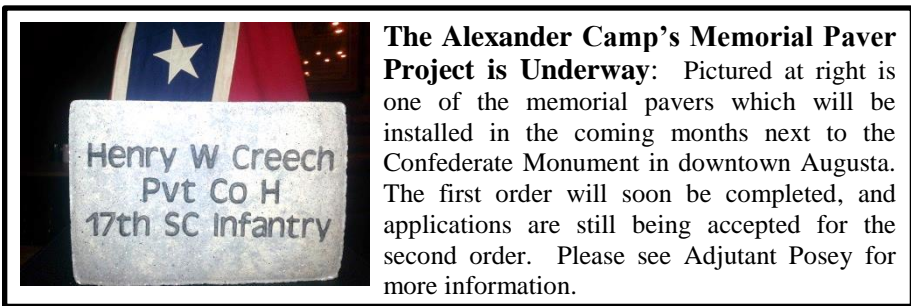 Henry W Creech
Pvt Co H
17th SC Infantry
The Alexander Camp's Memorial Paver
Project is Underway: Pictured at right is
one of the memorial pavers which will be
installed in the coming months next to the
Confederate Monument in downtown Augusta.
The first order will soon be completed, and
applications are still being accepted for the
second order. Please see Adjutant Posey for
more information.